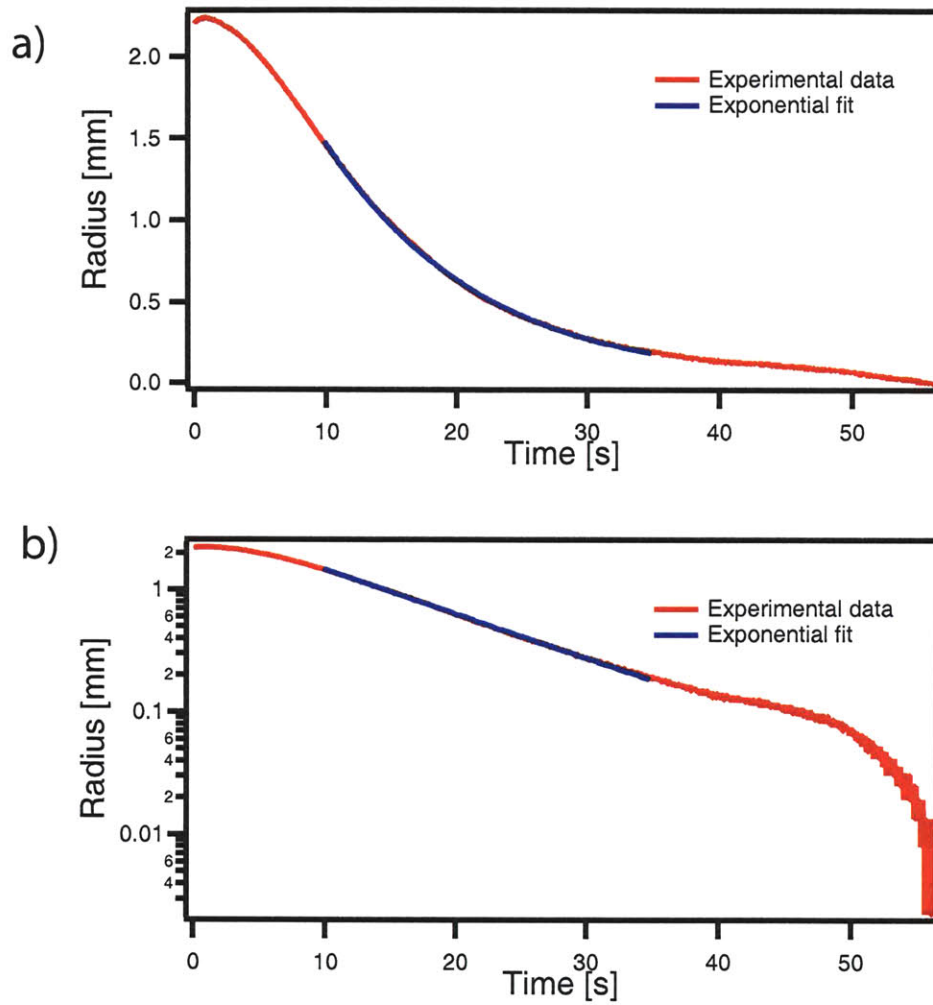 a)
2.0
1.5
1.0
0.5
0.0
Radius [mm]
Experimental data
Exponential fit
0 10 20 30 40 50
Time [s]
b)
2
1
6
4
2
0.1
6
4
2
0.01
6
4
Radius [mm]
Experimental data
Exponential fit
0 10 20 30 40 50
Time [s]